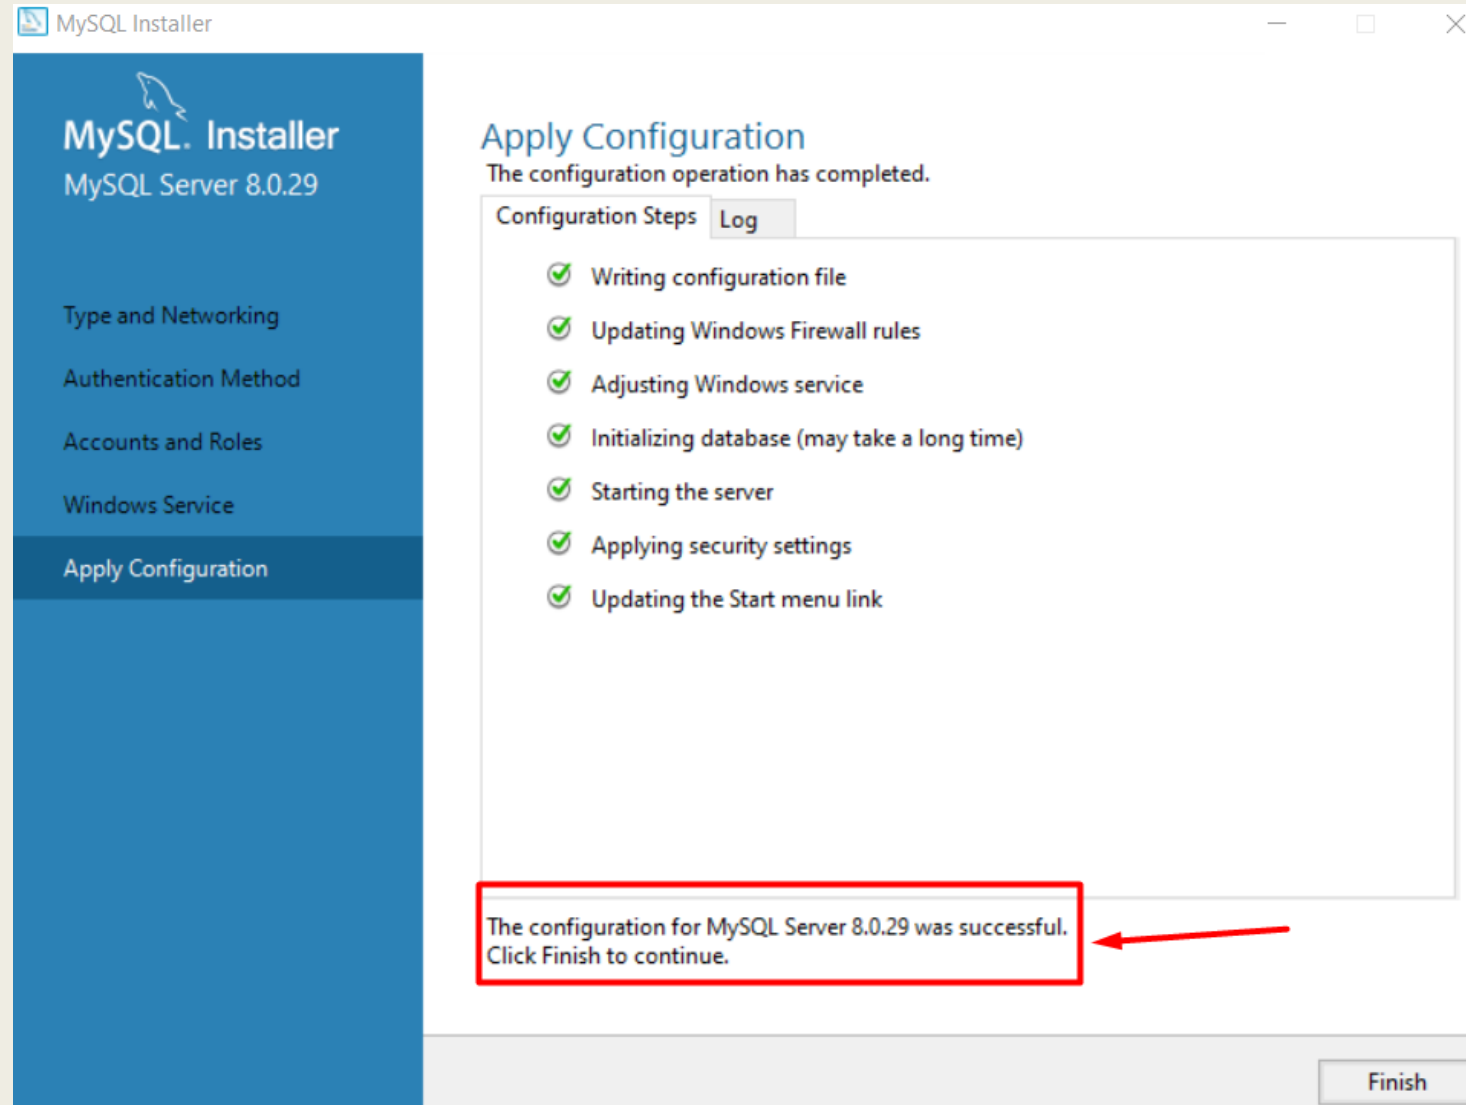 MySQL Installer
MySQL. Installer
MySQL Server 8.0.29
Type and Networking
Authentication Method
Accounts and Roles
Windows Service
Apply Configuration
Apply Configuration
The configuration operation has completed.
Configuration Steps
Log
Writing configuration file
Updating Windows Firewall rules
Adjusting Windows service
Initializing database (may take a long time)
Starting the server
Applying security settings
Updating the Start menu link
The configuration for MySQL Server 8.0.29 was successful.
Click Finish to continue.
Finish